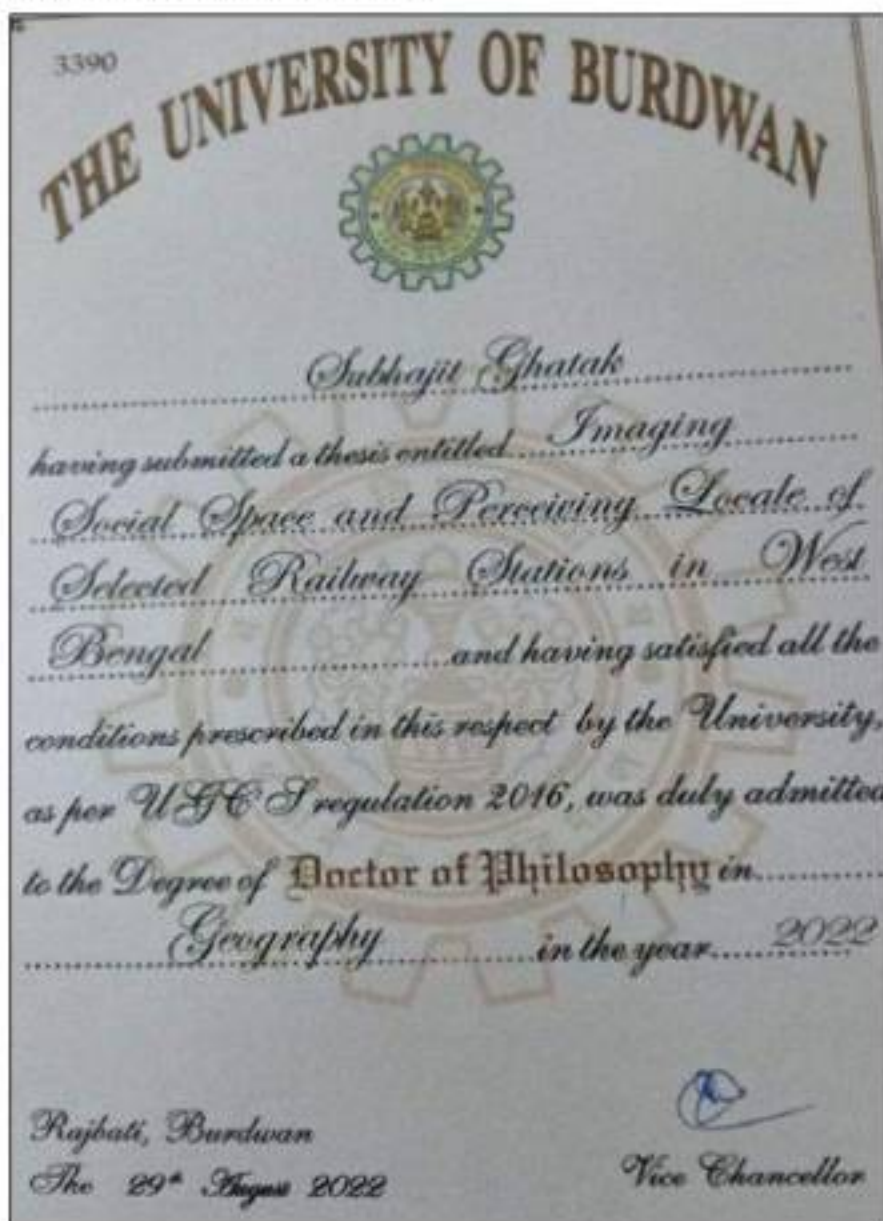 3390
THE UNIVERSITY OF BURDWAN
Subhajit Ghatak
having submitted a thesis entitled Imaging
Social Space and Perceiving Locale of
Selected Railway Stations in West
Bengal and having satisfied all the
conditions prescribed in this respect by the University,
as per UGC'S regulation 2016, was duly admitted
to the Degree of Doctor of Philosophy in
Geography in the year 2022
Rajbati, Burdwan
The 29th August 2022
Vice Chancellor